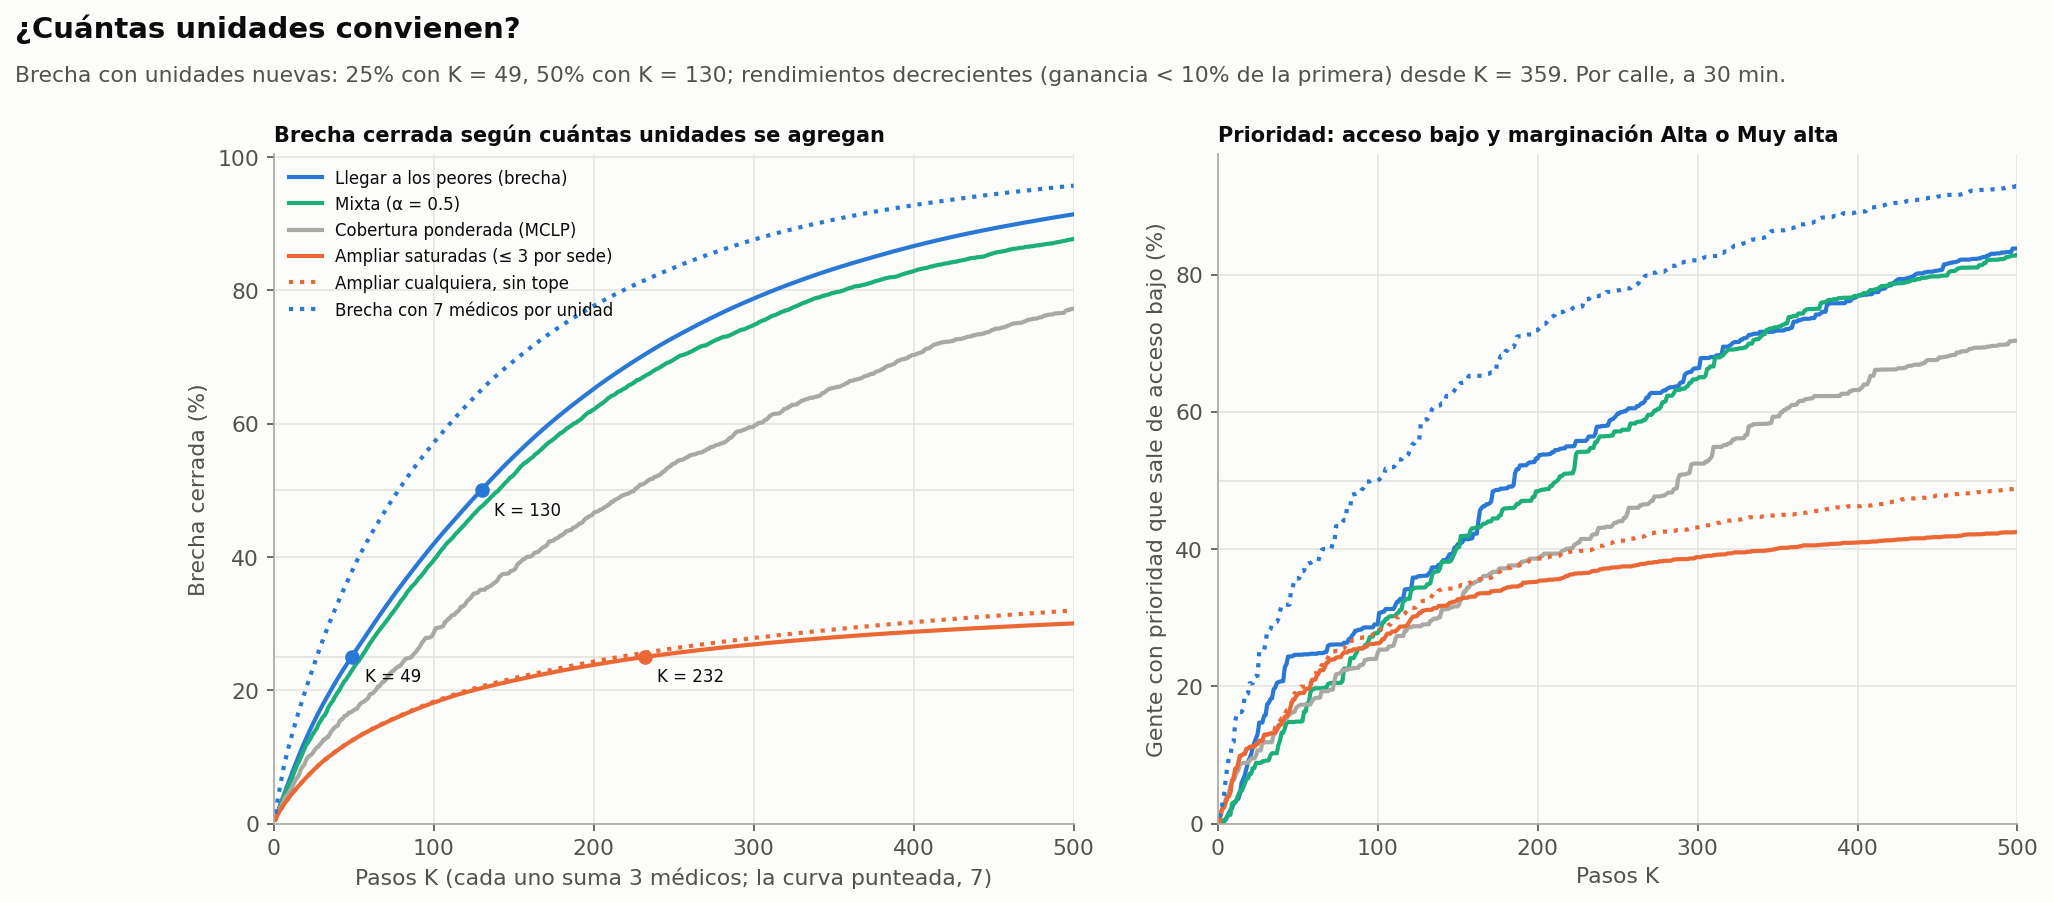 ¿Cuántas unidades convienen?
Brecha con unidades nuevas: 25% con K = 49, 50% con K = 130; rendimientos decrecientes (ganancia < 10% de la primera) desde K = 359. Por calle, a 30 min.
Brecha cerrada según cuántas unidades se agregan
Brecha cerrada (%)
100
80
60
40
20
0
Llegar a los peores (brecha)
Mixta (α = 0.5)
Cobertura ponderada (MCLP)
Ampliar saturadas (≤ 3 por sede)
Ampliar cualquiera, sin tope
Brecha con 7 médicos por unidad
K = 130
K = 49
K = 232
0 100 200 300 400 500
Pasos K (cada uno suma 3 médicos; la curva punteada, 7)
Prioridad: acceso bajo y marginación Alta o Muy alta
Gente con prioridad que sale de acceso bajo (%)
80
60
40
20
0
0 100 200 300 400 500
Pasos K